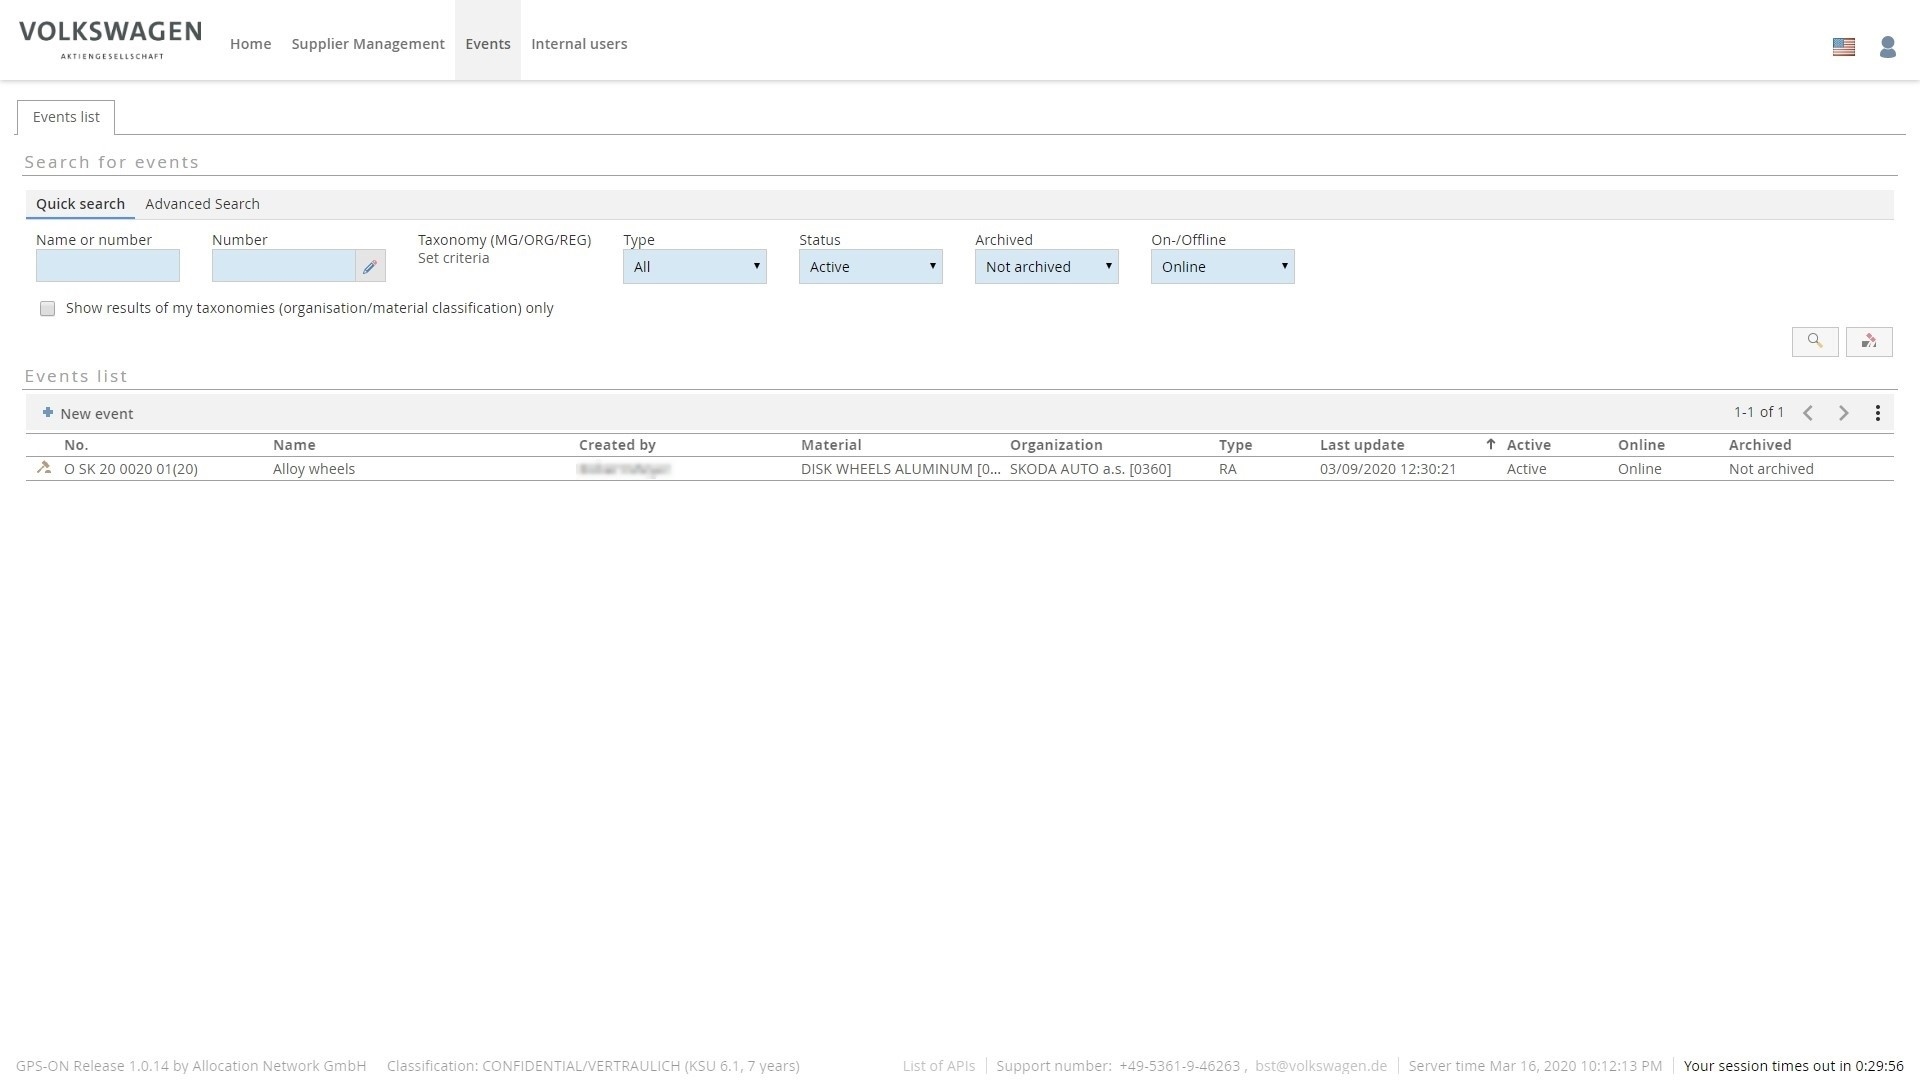 VOLKSWAGEN
AKTIENGESELLSCHAFT
Home Supplier Management Events Internal users
Events list
Search for events
Quick search Advanced Search
Name or number Number Taxonomy (MG/ORG/REG) Type Status Archived On-/Offline
Set criteria
All Active Not archived Online
Show results of my taxonomies (organisation/material classification) only
Events list
New event 1-1 of 1
No. Name Created by Material Organization Type Last update Active Online Archived
O SK 20 0020 01(20) Alloy wheels DISK WHEELS ALUMINUM [0... SKODA AUTO a.s. [0360] RA 03/09/2020 12:30:21 Active Online Not archived
GPS-ON Release 1.0.14 by Allocation Network GmbH Classification: CONFIDENTIAL/VERTRAULICH (KSU 6.1, 7 years) List of APIs Support number: +49-5361-9-46263 , bst@volkswagen.de Server time Mar 16, 2020 10:12:13 PM Your session times out in 0:29:56